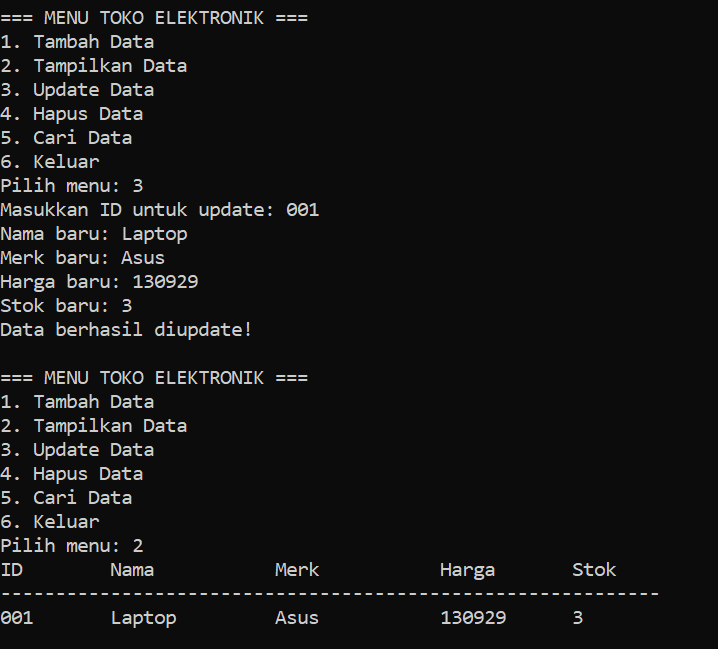 === MENU TOKO ELEKTRONIK ===
1. Tambah Data
2. Tampilkan Data
3. Update Data
4. Hapus Data
5. Cari Data
6. Keluar
Pilih menu: 3
Masukkan ID untuk update: 001
Nama baru: Laptop
Merk baru: Asus
Harga baru: 130929
Stok baru: 3
Data berhasil diupdate!

=== MENU TOKO ELEKTRONIK ===
1. Tambah Data
2. Tampilkan Data
3. Update Data
4. Hapus Data
5. Cari Data
6. Keluar
Pilih menu: 2
ID        Nama           Merk           Harga       Stok
------------------------------------------------------------
001       Laptop         Asus           130929      3